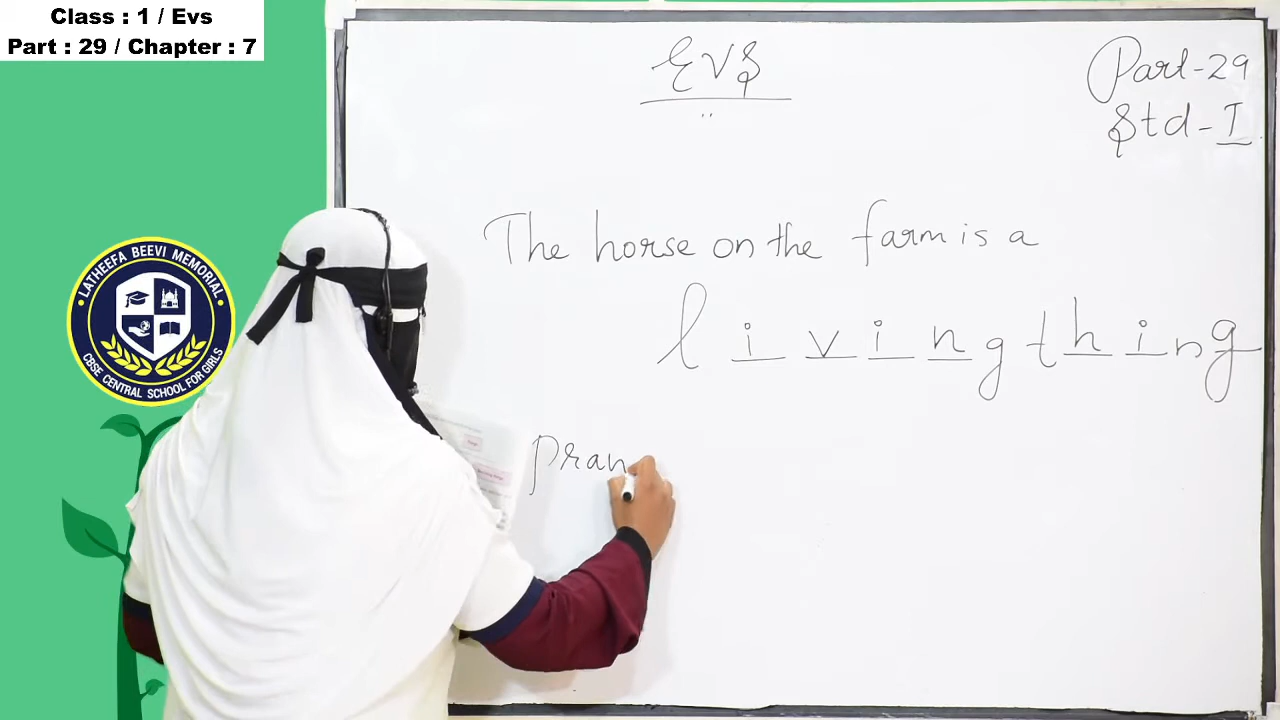 Class : 1 / Evs
Part : 29 / Chapter : 7
EVS
Part-29
Std-I
The horse on the farm is a
living thing
LATHEEFA BEEVI MEMORIAL
CBSE CENTRAL SCHOOL FOR GIRLS
pran